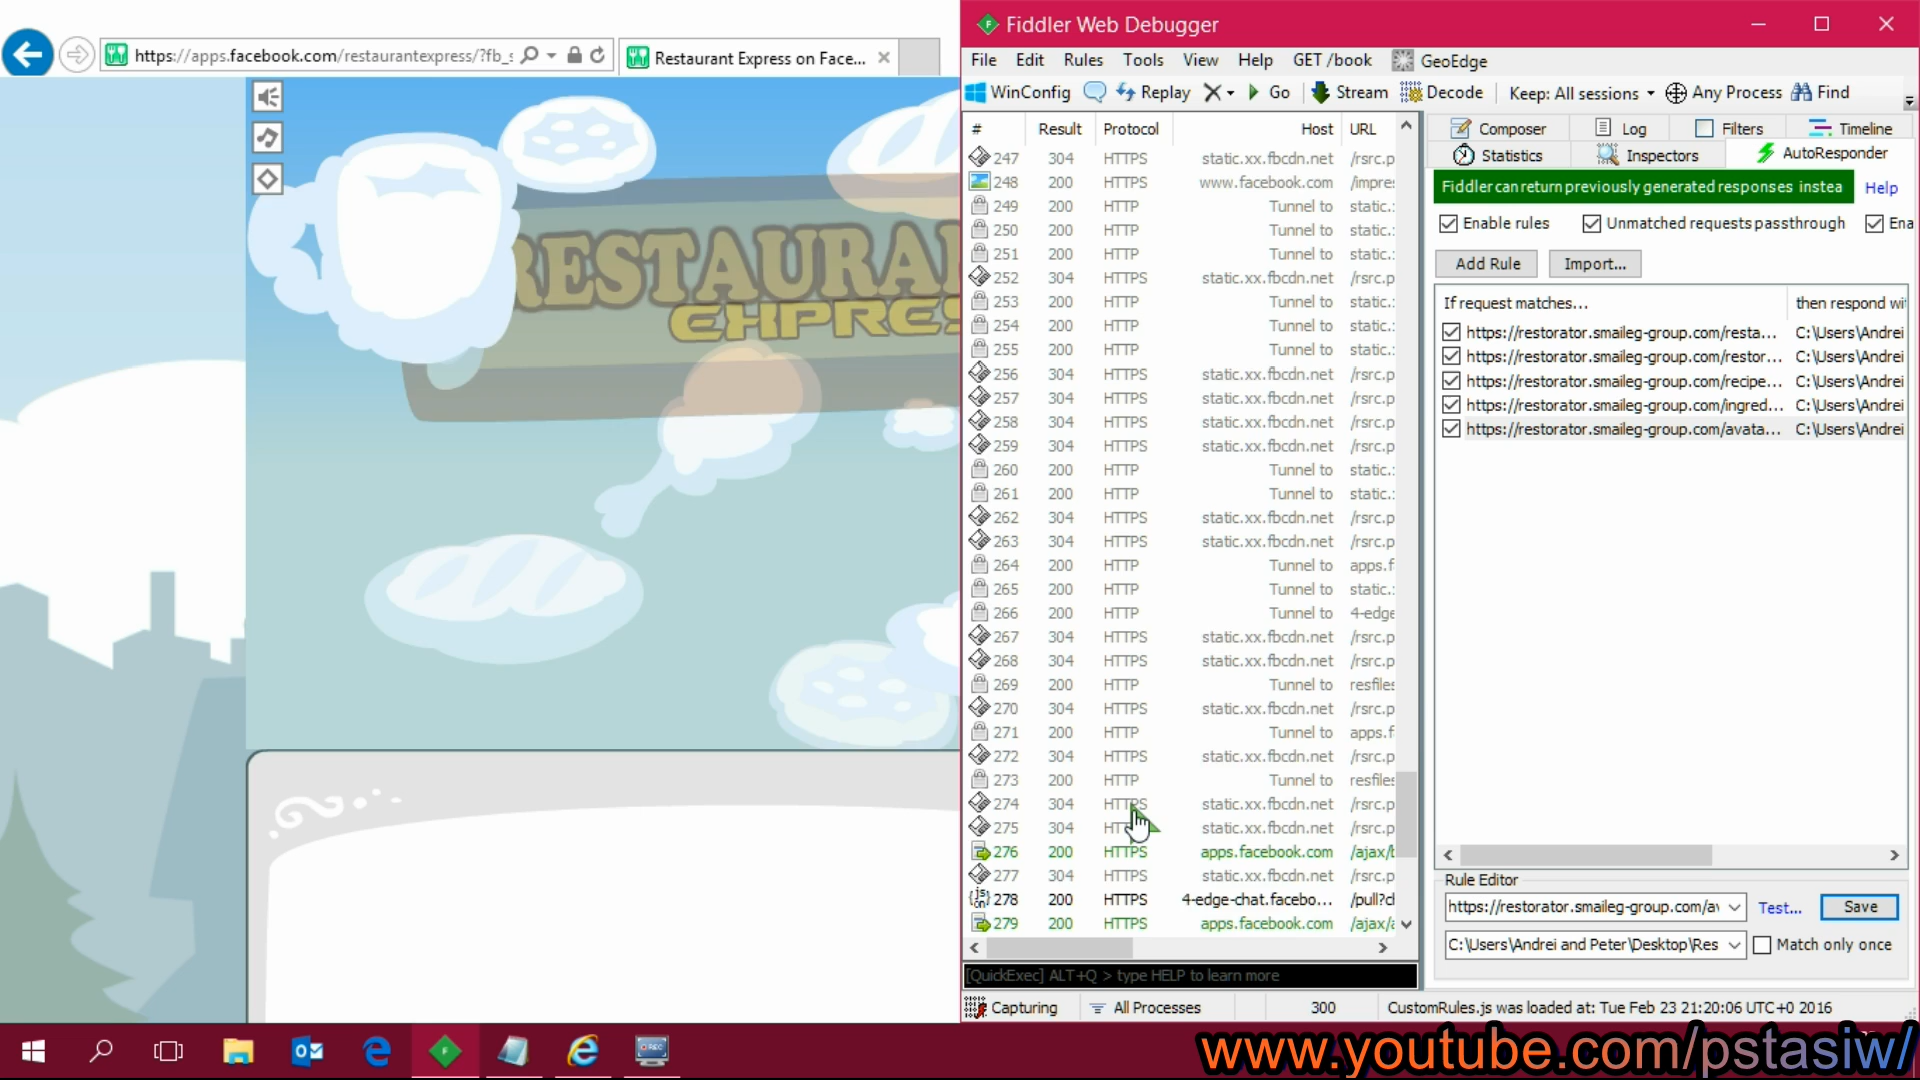 https://apps.facebook.com/restaurantexpress/?fb_s
Restaurant Express on Face...
RESTAURA
EXPRES
Fiddler Web Debugger
File Edit Rules Tools View Help GET /book GeoEdge
WinConfig Replay Go Stream Decode Keep: All sessions Any Process Find
# Result Protocol Host URL
247 304 HTTPS static.xx.fbcdn.net /rsrc.p
248 200 HTTPS www.facebook.com /impre
249 200 HTTP Tunnel to static.
250 200 HTTP Tunnel to static.
251 200 HTTP Tunnel to static.
252 304 HTTPS static.xx.fbcdn.net /rsrc.p
253 200 HTTP Tunnel to static.
254 200 HTTP Tunnel to static.
255 200 HTTP Tunnel to static.
256 304 HTTPS static.xx.fbcdn.net /rsrc.p
257 304 HTTPS static.xx.fbcdn.net /rsrc.p
258 304 HTTPS static.xx.fbcdn.net /rsrc.p
259 304 HTTPS static.xx.fbcdn.net /rsrc.p
260 200 HTTP Tunnel to static.
261 200 HTTP Tunnel to static.
262 304 HTTPS static.xx.fbcdn.net /rsrc.p
263 304 HTTPS static.xx.fbcdn.net /rsrc.p
264 200 HTTP Tunnel to apps.f
265 200 HTTP Tunnel to static.
266 200 HTTP Tunnel to 4-edge
267 304 HTTPS static.xx.fbcdn.net /rsrc.p
268 304 HTTPS static.xx.fbcdn.net /rsrc.p
269 200 HTTP Tunnel to resfiles
270 304 HTTPS static.xx.fbcdn.net /rsrc.p
271 200 HTTP Tunnel to apps.f
272 304 HTTPS static.xx.fbcdn.net /rsrc.p
273 200 HTTP Tunnel to resfiles
274 304 HTTPS static.xx.fbcdn.net /rsrc.p
275 304 HTTPS static.xx.fbcdn.net /rsrc.p
276 200 HTTPS apps.facebook.com /ajax/b
277 304 HTTPS static.xx.fbcdn.net /rsrc.p
278 200 HTTPS 4-edge-chat.facebo... /pull?cl
279 200 HTTPS apps.facebook.com /ajax/a
[QuickExec] ALT+Q > type HELP to learn more
Composer Log Filters Timeline
Statistics Inspectors AutoResponder
Fiddler can return previously generated responses instea Help
Enable rules Unmatched requests passthrough Ena
Add Rule Import...
If request matches... then respond wi
https://restorator.smaileg-group.com/resta... C:\Users\Andrei
https://restorator.smaileg-group.com/restor... C:\Users\Andrei
https://restorator.smaileg-group.com/recipe... C:\Users\Andrei
https://restorator.smaileg-group.com/ingred... C:\Users\Andrei
https://restorator.smaileg-group.com/avata... C:\Users\Andrei
Rule Editor
https://restorator.smaileg-group.com/av Test... Save
C:\Users\Andrei and Peter\Desktop\Res Match only once
Capturing All Processes 300 CustomRules.js was loaded at: Tue Feb 23 21:20:06 UTC+0 2016
www.youtube.com/pstasiw/